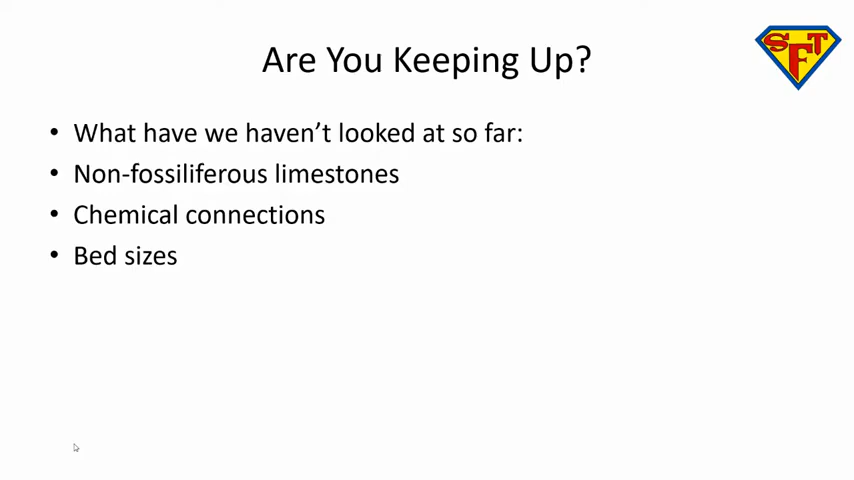 Are You Keeping Up?
SFT
• What have we haven't looked at so far:
• Non-fossiliferous limestones
• Chemical connections
• Bed sizes